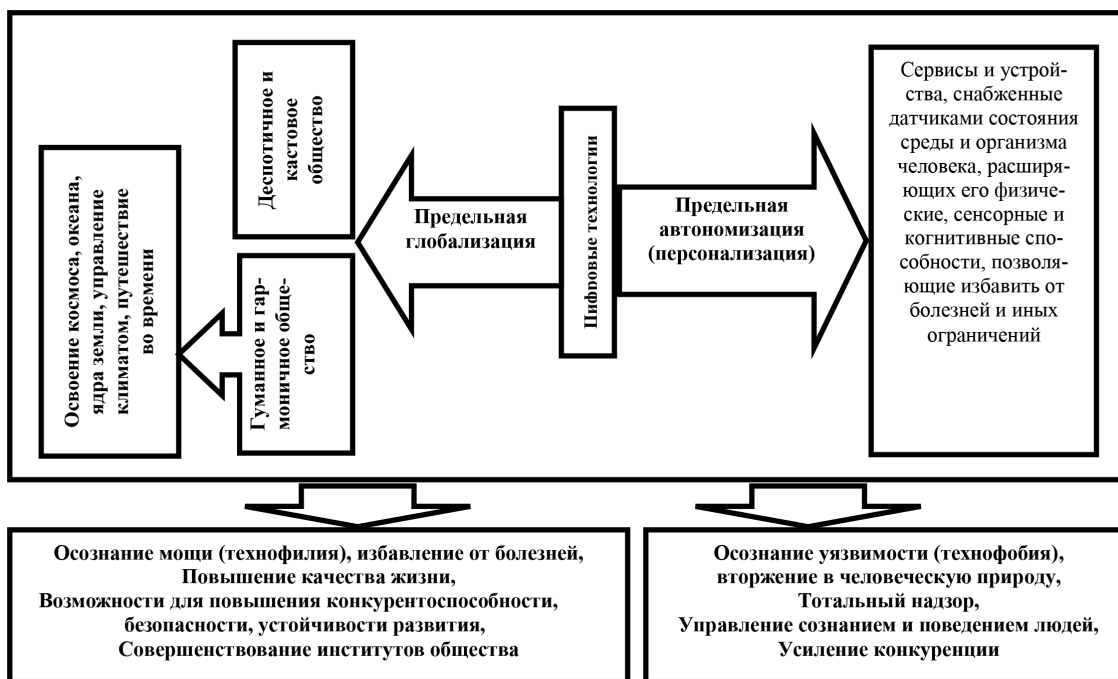 Освоение космоса, океана,
ядра земли, управление
климатом, путешествие
во времени
Деспотичное и
кастовое
общество
Гуманное и гар-
моничное обще-
ство
Предельная
глобализация
Цифровые технологии
Предельная
автономизация
(персонализация)
Сервисы и устрой-
ства, снабженные
датчиками состояния
среды и организма
человека, расширя-
ющих его физиче-
ские, сенсорные и
когнитивные спо-
собности, позволя-
ющие избавить от
болезней и иных
ограничений
Осознание мощи (технофилия), избавление от болезней,
Повышение качества жизни,
Возможности для повышения конкурентоспособности,
безопасности, устойчивости развития,
Совершенствование институтов общества
Осознание уязвимости (технофобия),
вторжение в человеческую природу,
Тотальный надзор,
Управление сознанием и поведением людей,
Усиление конкуренции